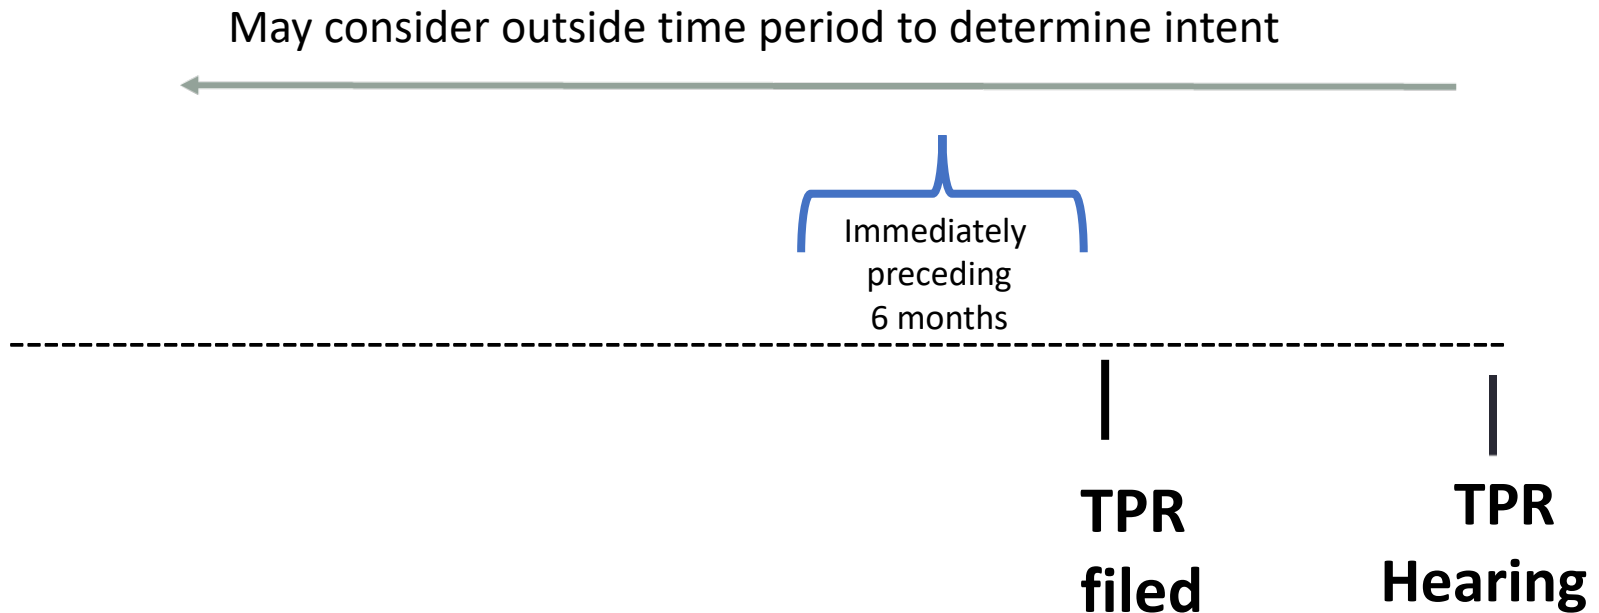 May consider outside time period to determine intent
Immediately
preceding
6 months
TPR
filed
TPR
Hearing